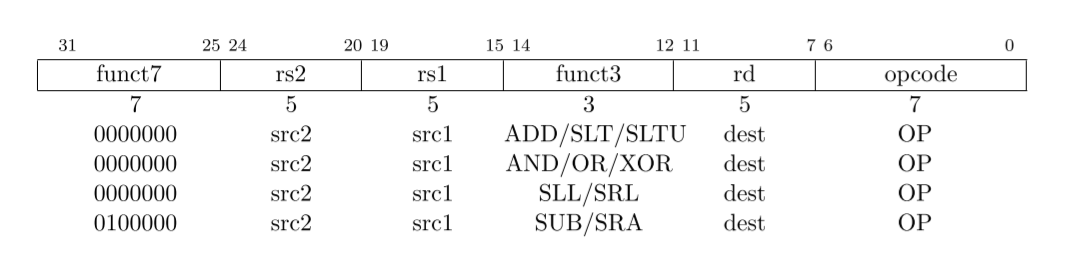 31 25 24 20 19 15 14 12 11 7 6 0
funct7 rs2 rs1 funct3 rd opcode
7 5 5 3 5 7
0000000 src2 src1 ADD/SLT/SLTU dest OP
0000000 src2 src1 AND/OR/XOR dest OP
0000000 src2 src1 SLL/SRL dest OP
0100000 src2 src1 SUB/SRA dest OP